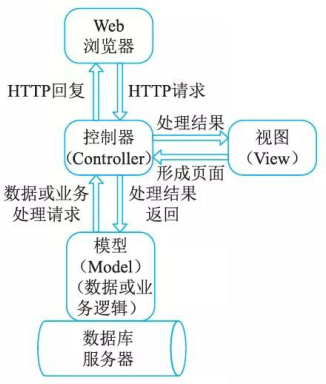 Web
浏览器
HTTP回复
HTTP请求
控制器
(Controller)
处理结果
形成页面
视图
(View)
数据或业务
处理请求
处理结果
返回
模型
(Model)
(数据或业
务逻辑)
数据库
服务器